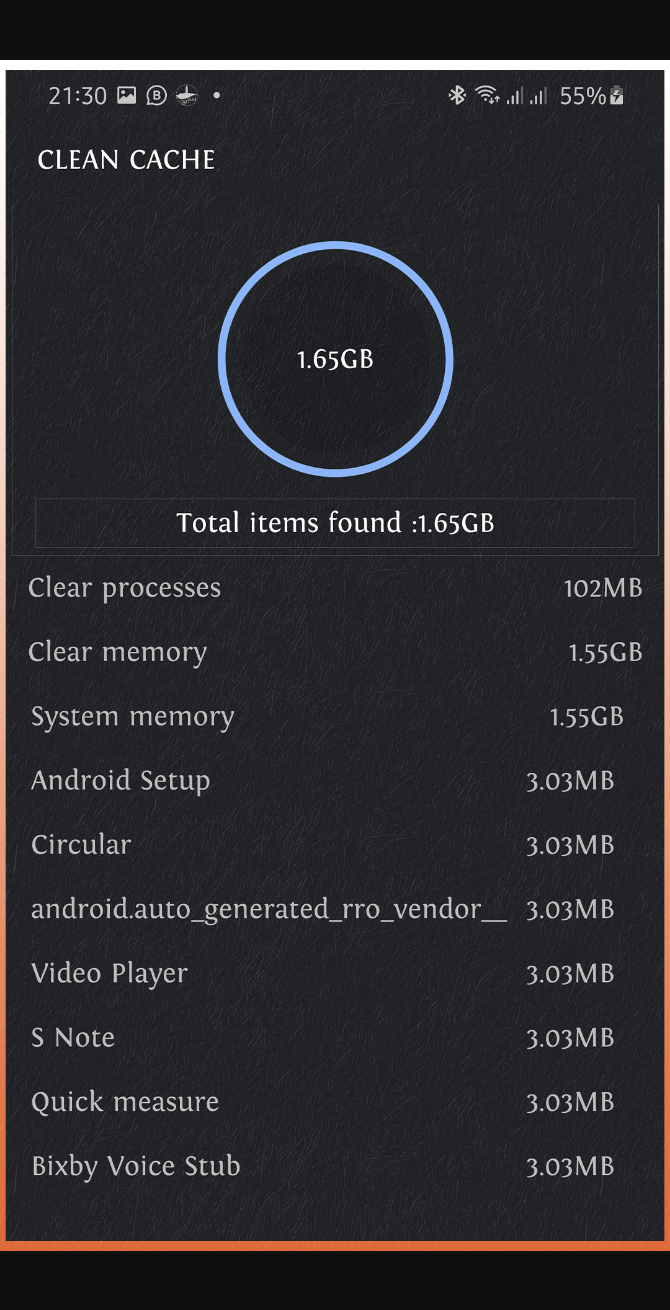 21:30 55%
CLEAN CACHE
1.65GB
Total items found :1.65GB
Clear processes 102MB
Clear memory 1.55GB
System memory 1.55GB
Android Setup 3.03MB
Circular 3.03MB
android.auto_generated_rro_vendor__ 3.03MB
Video Player 3.03MB
S Note 3.03MB
Quick measure 3.03MB
Bixby Voice Stub 3.03MB